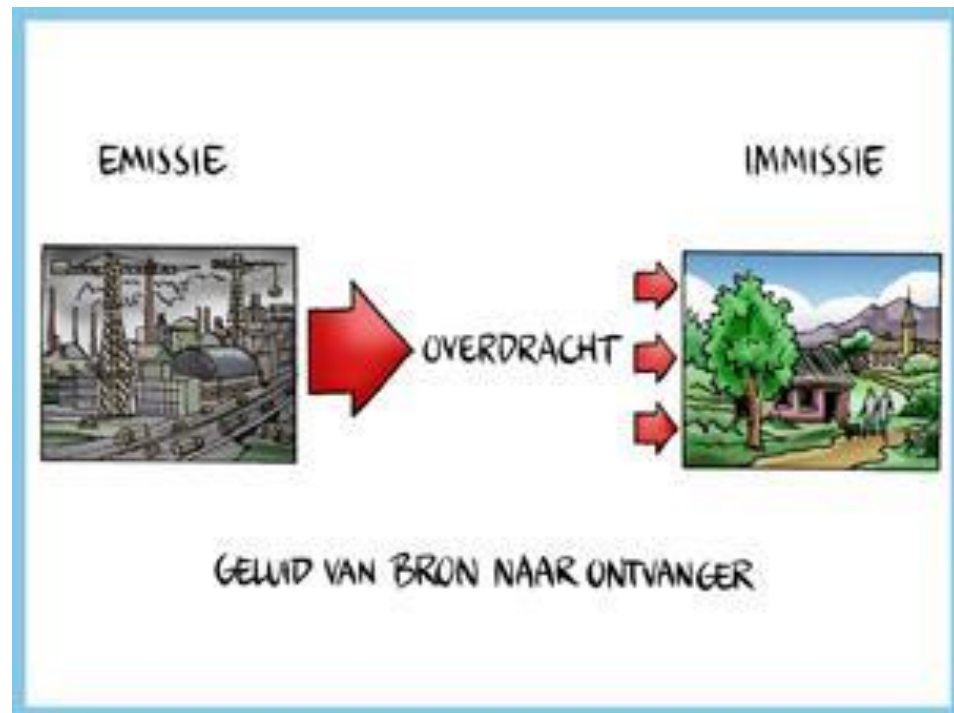 EMISSIE
IMMISSIE
OVERDRACHT
GELUID VAN BRON NAAR ONTVANGER